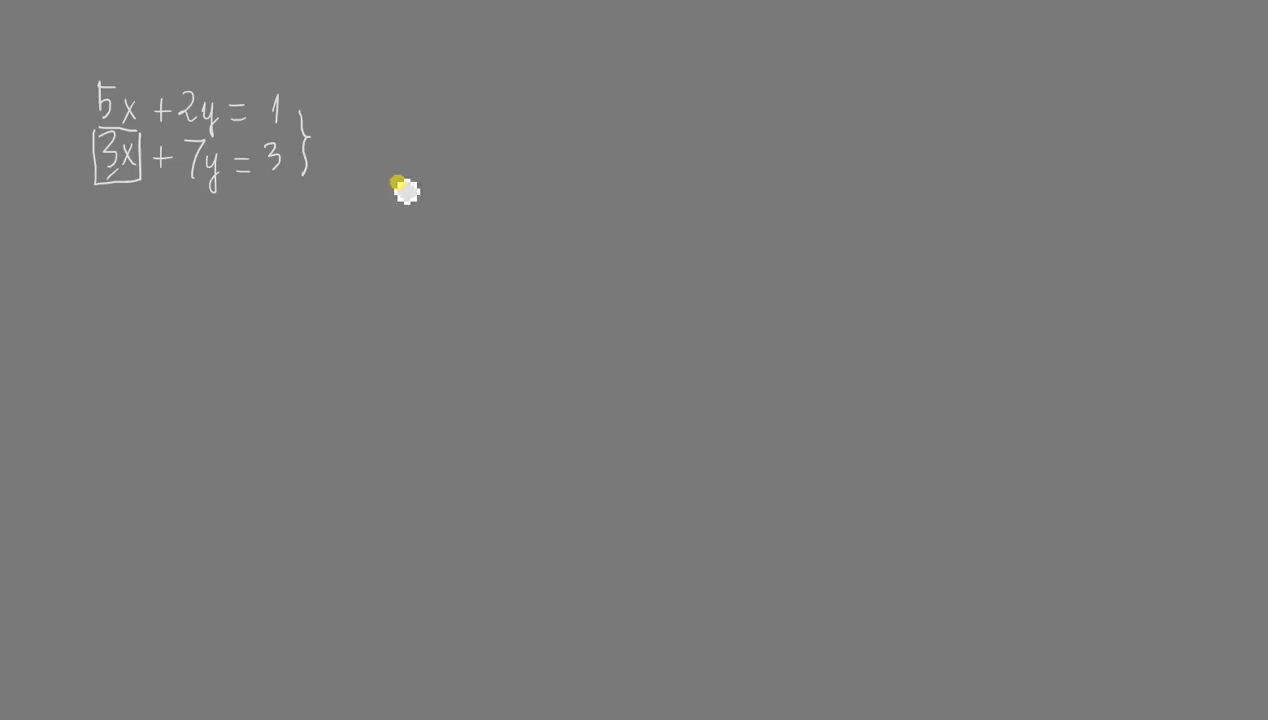 5x + 2y = 1
3x + 7y = 3